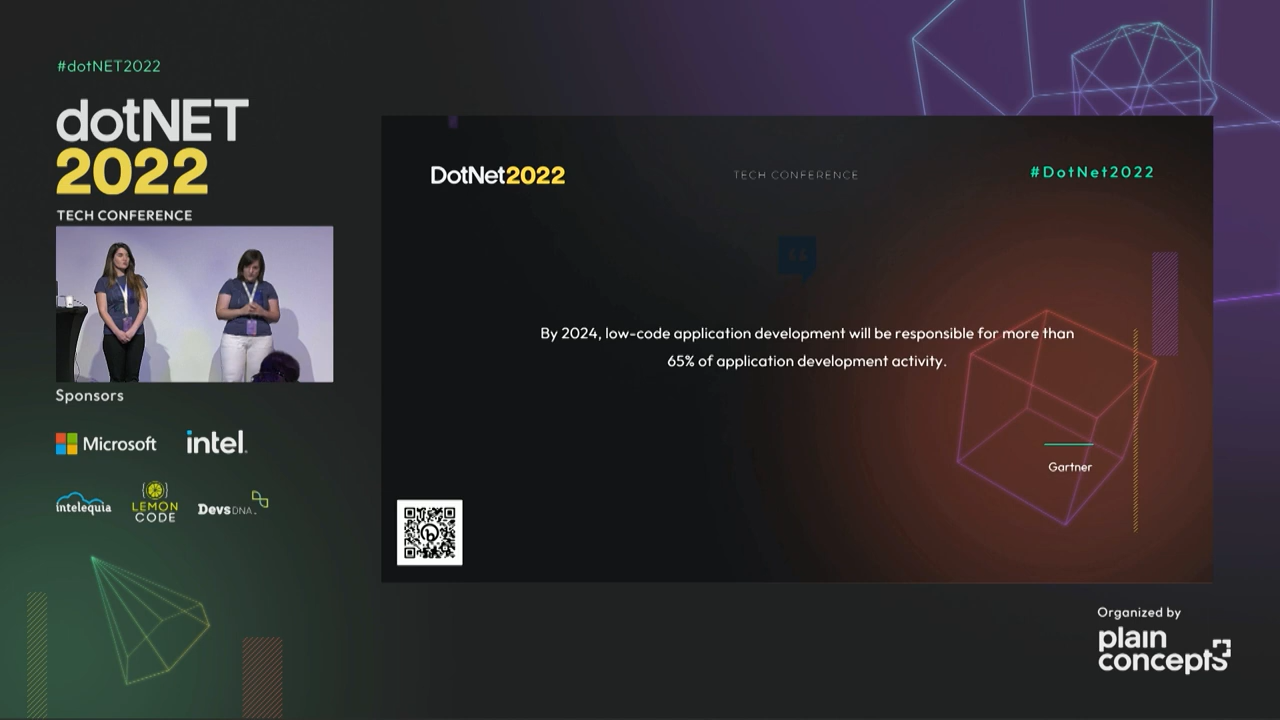 #dotNET2022
dotNET
2022
TECH CONFERENCE
Sponsors
Microsoft
intel.
intelequia
LEMON
CODE
DevsDNA.
DotNet2022
TECH CONFERENCE
#DotNet2022
By 2024, low-code application development will be responsible for more than
65% of application development activity.
Gartner
Organized by
plain
concepts